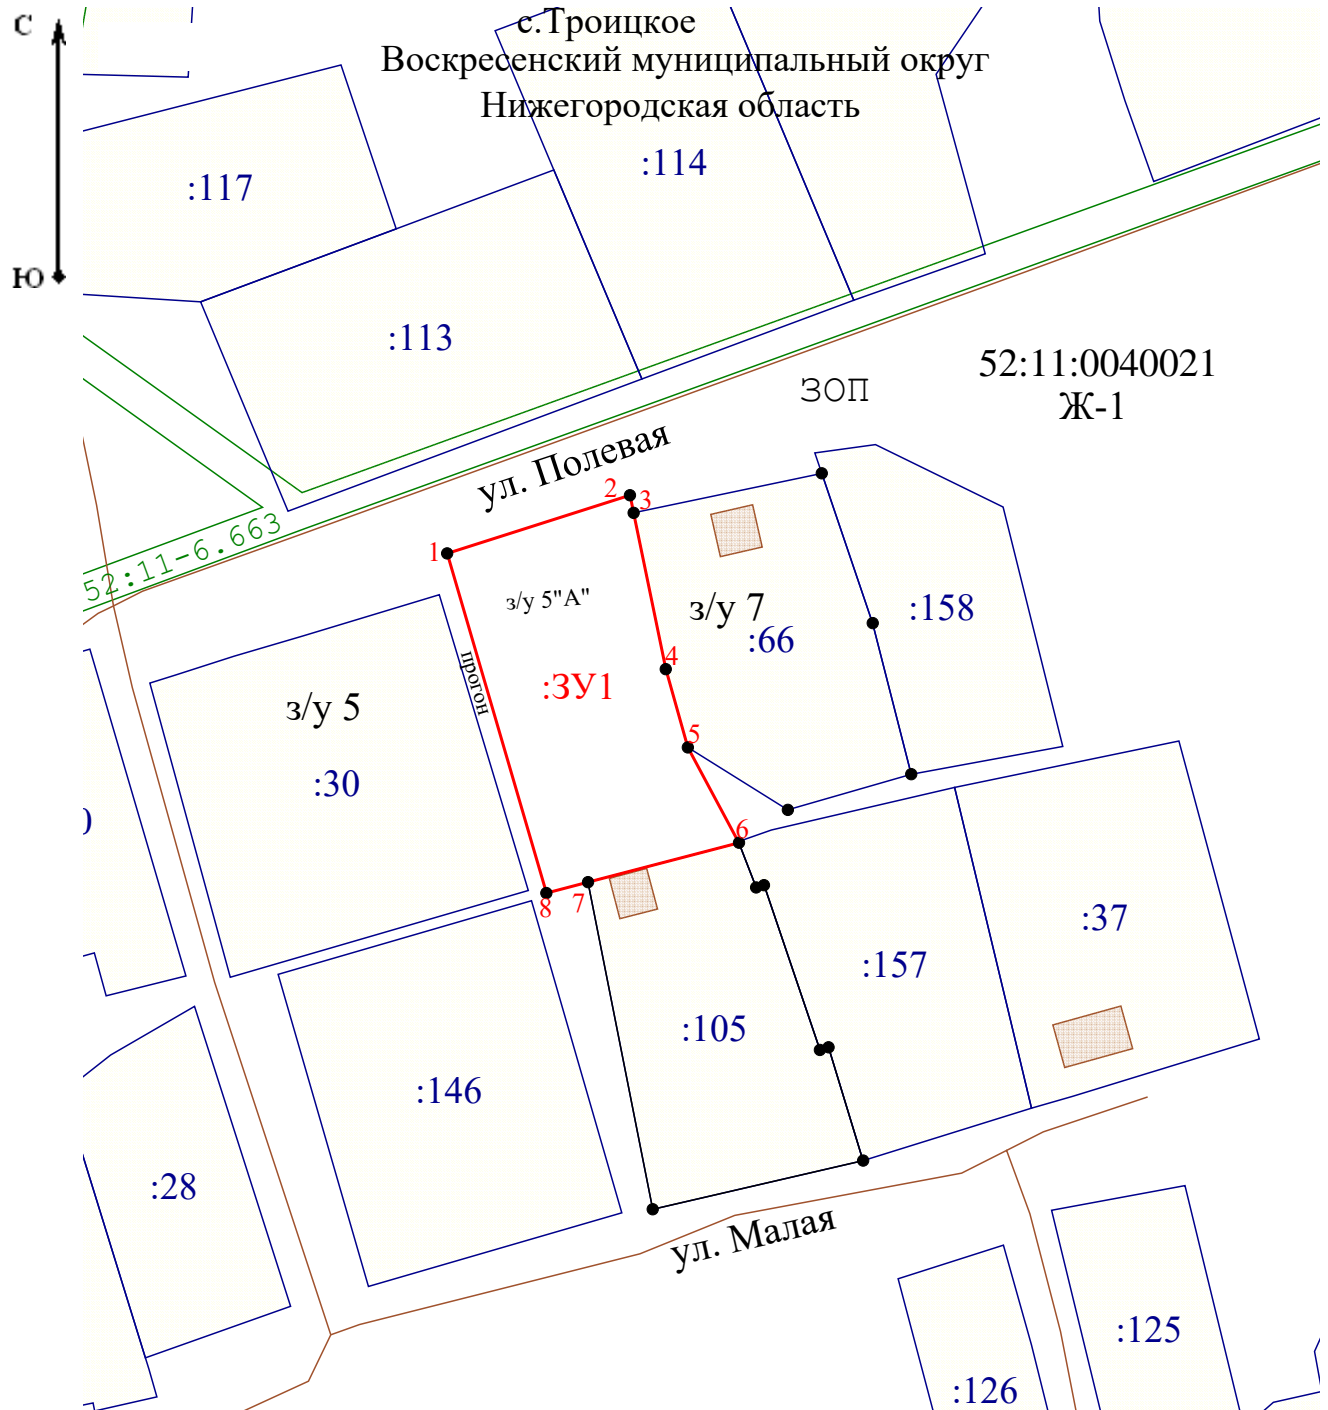 С
с.Троицкое
Воскресенский муниципальный округ
Нижегородская область
:114
:117
Ю
:113
52:11:0040021
ЗОП
Ж-1
ул. Полевая
2
3
1
52:11-6.663
з/у 5"А"
з/у 7
:158
:66
4
прогон
:ЗУ1
з/у 5
5
:30
0
6
7
8
:37
:157
:105
:146
:28
ул. Малая
:125
:126